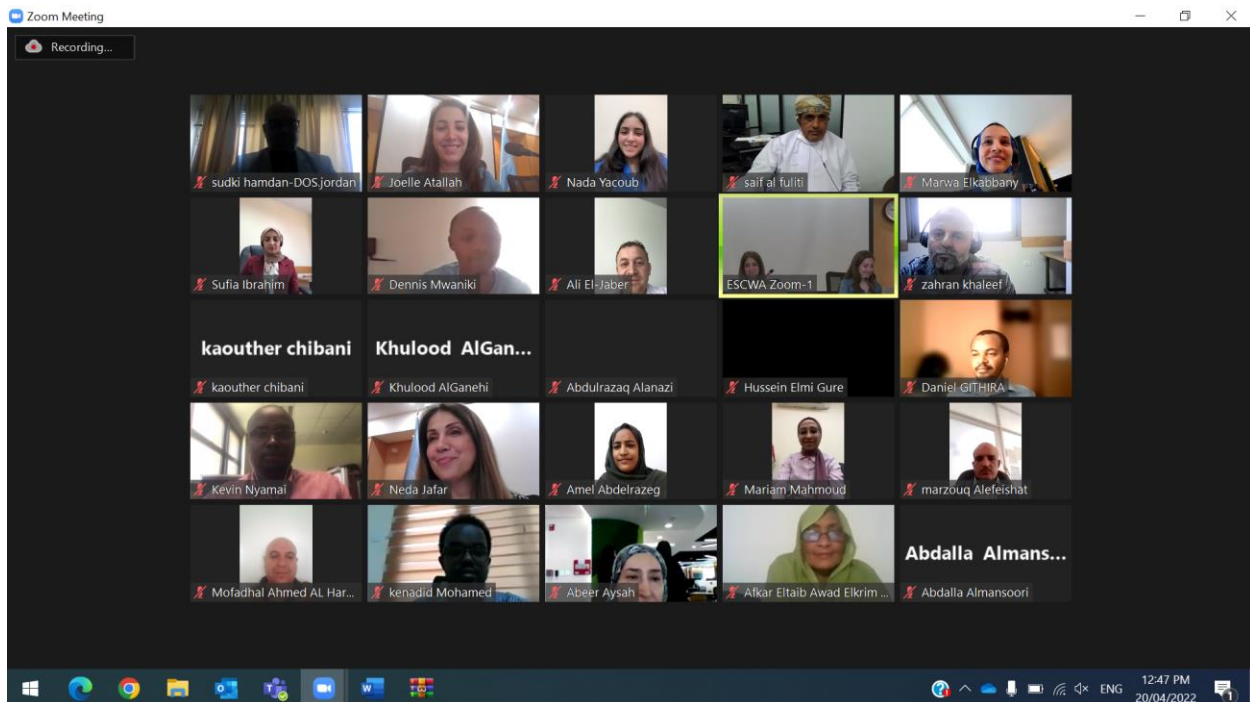 Zoom Meeting
Recording...
sudki hamdan-DOS.jordan
Joelle Atallah
Nada Yacoub
saif al fuliti
Marwa Elkabbany
Sufia Ibrahim
Dennis Mwaniki
Ali El-Jaber
ESCWA Zoom-1
zahran khaleef
kaouther chibani
Khulood AlGan...
kaouther chibani
Khulood AlGanehi
Abdulrazaq Alanazi
Hussein Elmi Gure
Daniel GITHIRA
Kevin Nyamai
Neda Jafar
Amel Abdelrazeg
Mariam Mahmoud
marzouq Alefeishat
Abdalla Almans...
Mofadhal Ahmed AL Har...
kenadid Mohamed
Abeer Aysah
Afkar Eltaib Awad Elkrim ...
Abdalla Almansoori
ENG
12:47 PM
20/04/2022
1